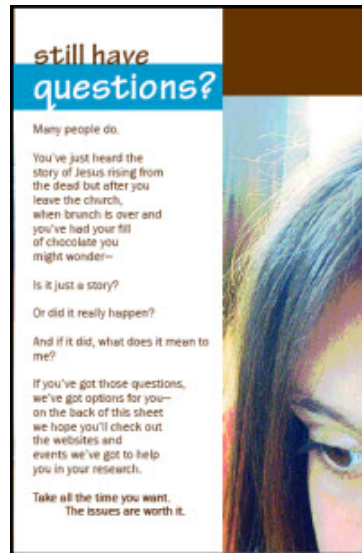 still have
questions?
Many people do.
You've just heard the
story of Jesus rising from
the dead but after you
leave the church,
when brunch is over and
you've had your fill
of chocolate you
might wonder—
Is it just a story?
Or did it really happen?
And if it did, what does it mean to
me?
If you've got those questions,
we've got options for you—
on the back of this sheet
we hope you'll check out
the websites and
events we've got to help
you in your research.
Take all the time you want.
The issues are worth it.